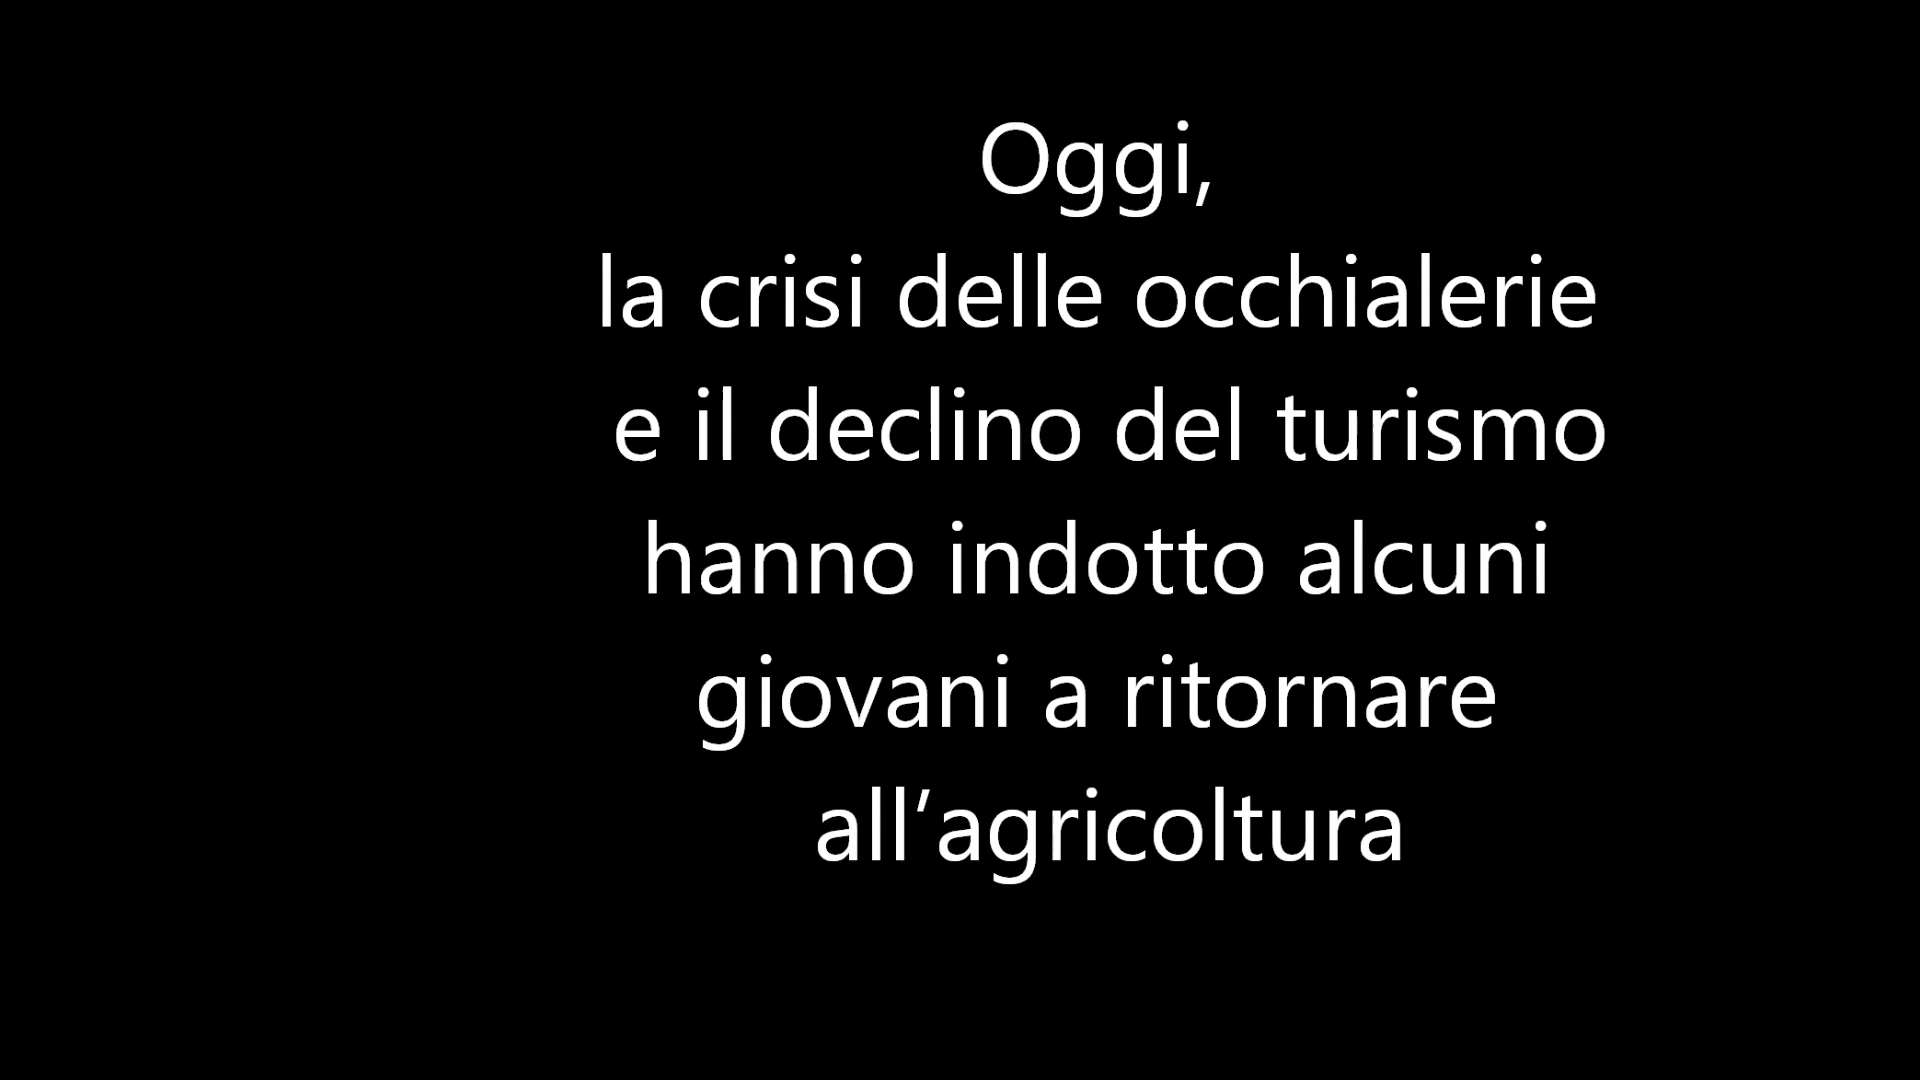 Oggi,
la crisi delle occhialerie
e il declino del turismo
hanno indotto alcuni
giovani a ritornare
all’agricoltura